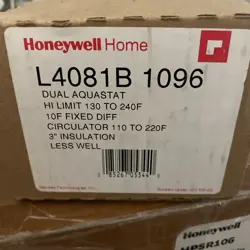 Honeywell Home
L4081B 1096
DUAL AQUASTAT
HI LIMIT 130 TO 240F
10F FIXED DIFF
CIRCULATOR 110 TO 220F
3" INSULATION
LESS WELL
Honeywell